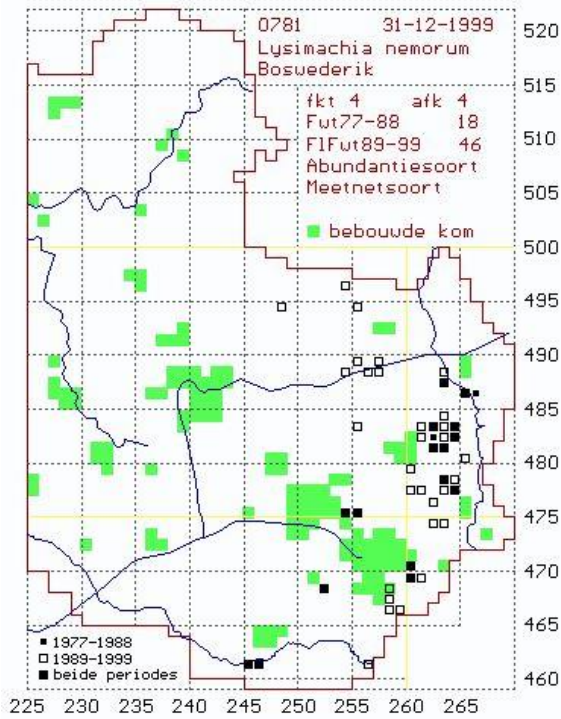 0781 31-12-1999
Lysimachia nemorum
Boswederik
fkt 4 afk 4
Fut77-88 18
FlFut89-99 46
Abundantiesoort
Meetnetsoort
bebouwde kom
520
515
510
505
500
495
490
485
480
475
470
465
460
1977-1988
1989-1999
beide periodes
225 230 235 240 245 250 255 260 265